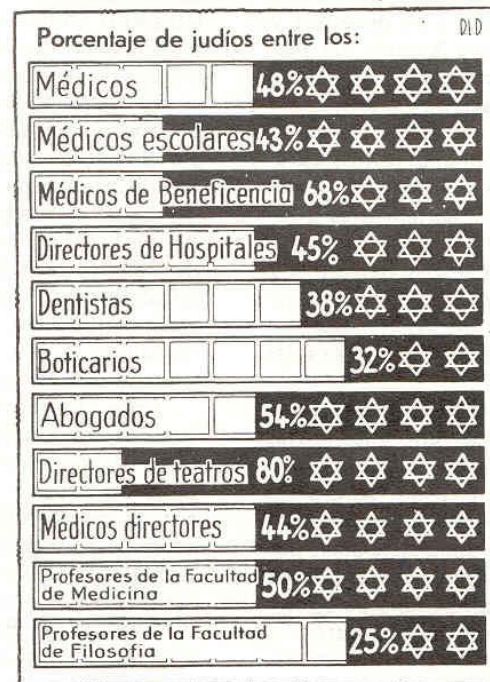 Porcentaje de judíos entre los:
DLD
Médicos 48%
Médicos escolares 43%
Médicos de Beneficencia 68%
Directores de Hospitales 45%
Dentistas 38%
Boticarios 32%
Abogados 54%
Directores de teatros 80%
Médicos directores 44%
Profesores de la Facultad
de Medicina 50%
Profesores de la Facultad
de Filosofía 25%